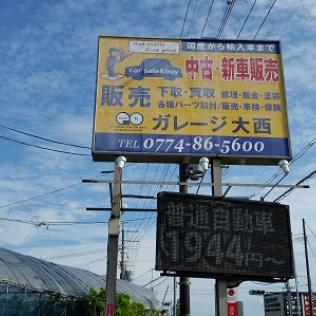 High quality
& Low price!
国産から輸入車まで
car sale & buy
中古・新車販売
販売 下取・買取 修理・鈑金・塗装
各種パーツ取付/販売・車検・保険
ガレージ大西
TEL 0774-86-5600
普通自動車
1944円~